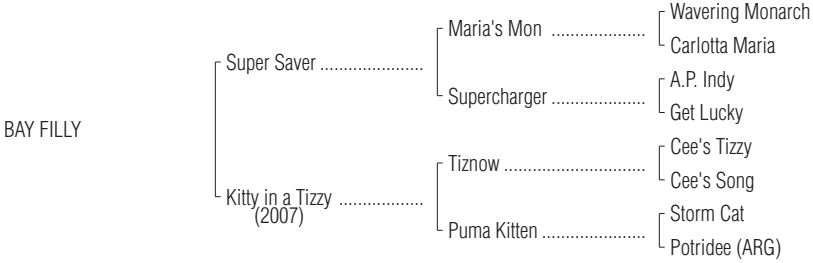 Wavering Monarch
Maria's Mon ....................
Carlotta Maria
Super Saver ......................
A.P. Indy
Supercharger ....................
Get Lucky
BAY FILLY
Cee's Tizzy
Tiznow ..............................
Cee's Song
Kitty in a Tizzy ..................
(2007)
Storm Cat
Puma Kitten ......................
Potridee (ARG)